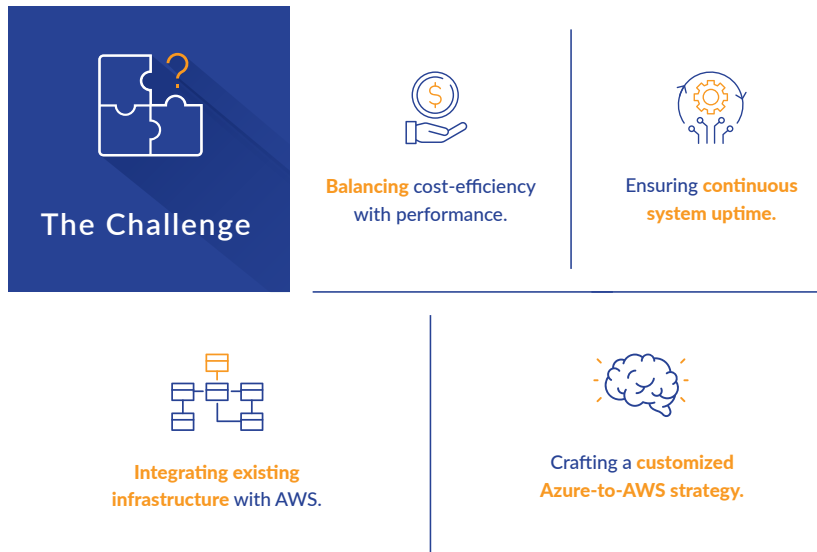 The Challenge
Balancing cost-efficiency
with performance.
Ensuring continuous
system uptime.
Integrating existing
infrastructure with AWS.
Crafting a customized
Azure-to-AWS strategy.